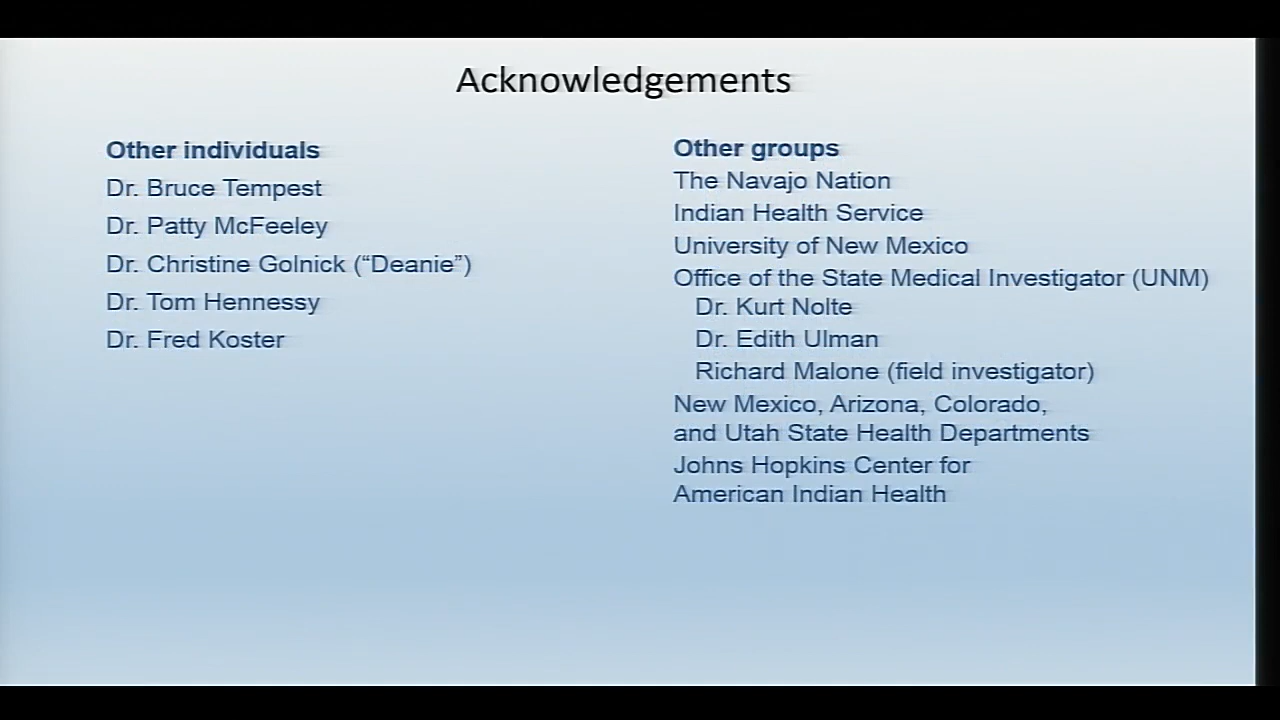 Acknowledgements
Other individuals
Dr. Bruce Tempest
Dr. Patty McFeeley
Dr. Christine Golnick (“Deanie”)
Dr. Tom Hennessy
Dr. Fred Koster
Other groups
The Navajo Nation
Indian Health Service
University of New Mexico
Office of the State Medical Investigator (UNM)
Dr. Kurt Nolte
Dr. Edith Ulman
Richard Malone (field investigator)
New Mexico, Arizona, Colorado,
and Utah State Health Departments
Johns Hopkins Center for
American Indian Health